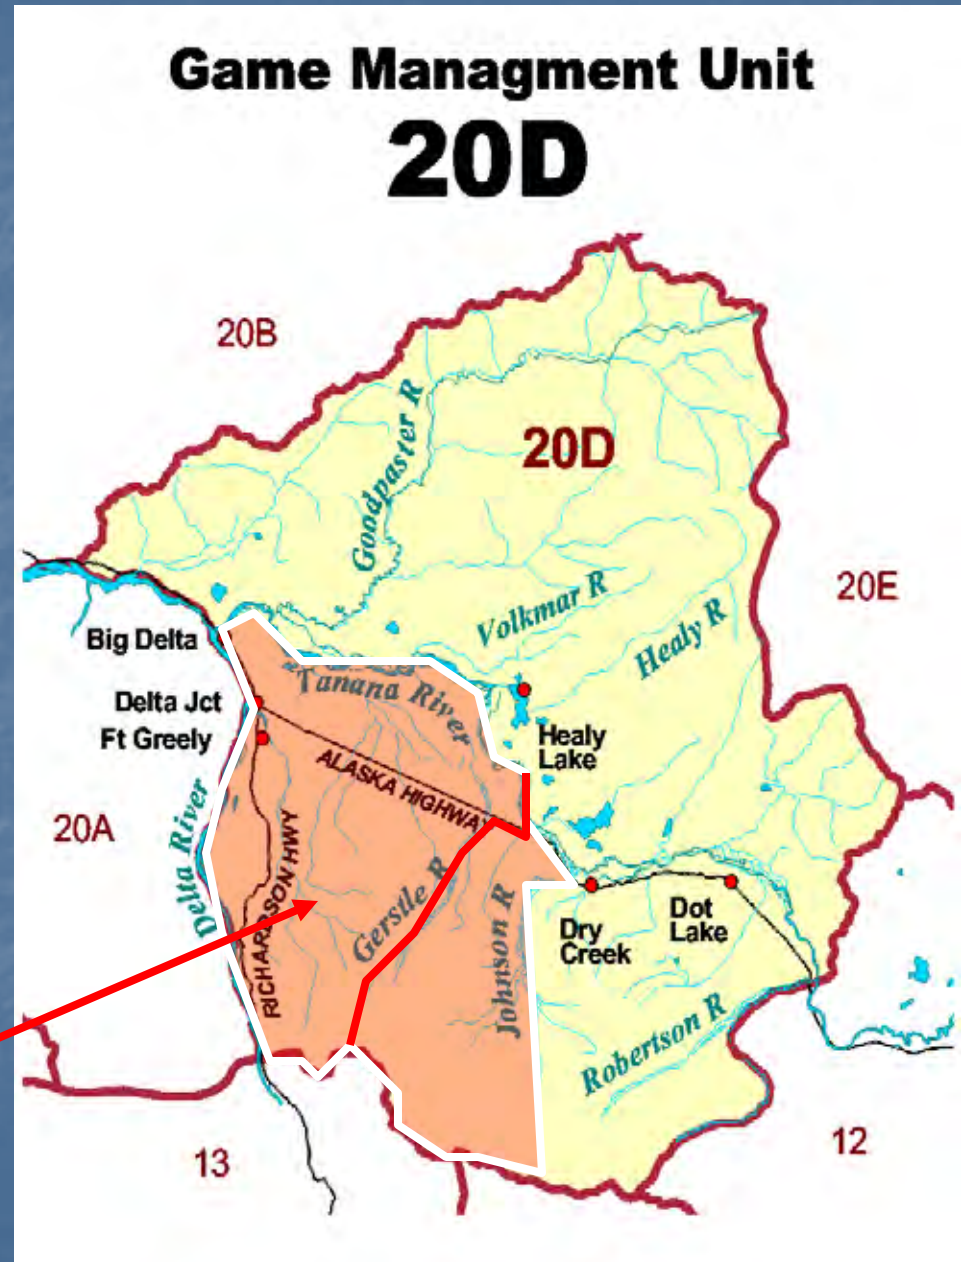 Game Managment Unit
20D
20B
Goodpaster R
20D
20E
Volkmar R
Healy R
Big Delta
Tanana River
Delta Jct
Ft Greely
Healy
Lake
ALASKA HIGHWAY
20A
Delta River
RICHARDSON HWY
Gerstle R
Johnson R
Dry
Creek
Dot
Lake
Robertson R
13
12